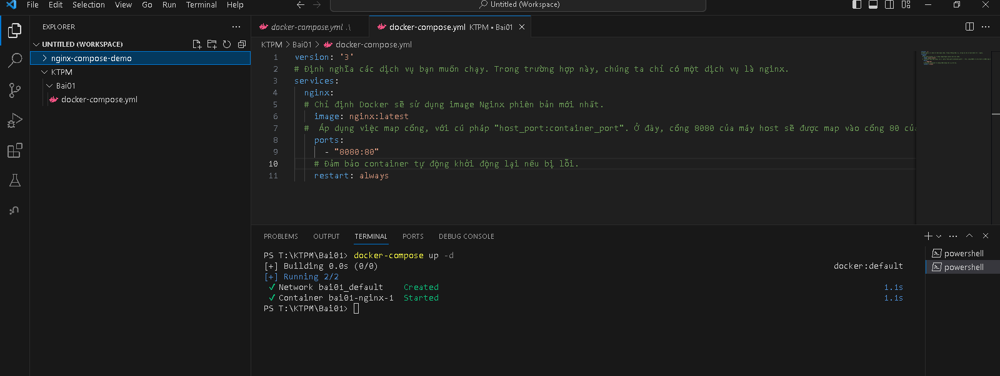 File Edit Selection View Go Run Terminal Help
Untitled (Workspace)
EXPLORER
UNTITLED (WORKSPACE)
nginx-compose-demo
KTPM
Bai01
docker-compose.yml
docker-compose.yml .\
docker-compose.yml KTPM • Bai01
KTPM > Bai01 > docker-compose.yml
1 version: '3'
2 # Định nghĩa các dịch vụ bạn muốn chạy. Trong trường hợp này, chúng ta chỉ có một dịch vụ là nginx.
3 services:
4 nginx:
5 # Chỉ định Docker sẽ sử dụng image Nginx phiên bản mới nhất.
6 image: nginx:latest
7 # Áp dụng việc map cổng, với cú pháp "host_port:container_port". Ở đây, cổng 8080 của máy host sẽ được map vào cổng 80 củ
8 ports:
9 - "8080:80"
10 # Đảm bảo container tự động khởi động lại nếu bị lỗi.
11 restart: always
PROBLEMS OUTPUT TERMINAL PORTS DEBUG CONSOLE
PS T:\KTPM\Bai01> docker-compose up -d
[+] Building 0.0s (0/0) docker:default
[+] Running 2/2
✓ Network bai01_default Created 1.1s
✓ Container bai01-nginx-1 Started 1.1s
PS T:\KTPM\Bai01>
powershell
powershell